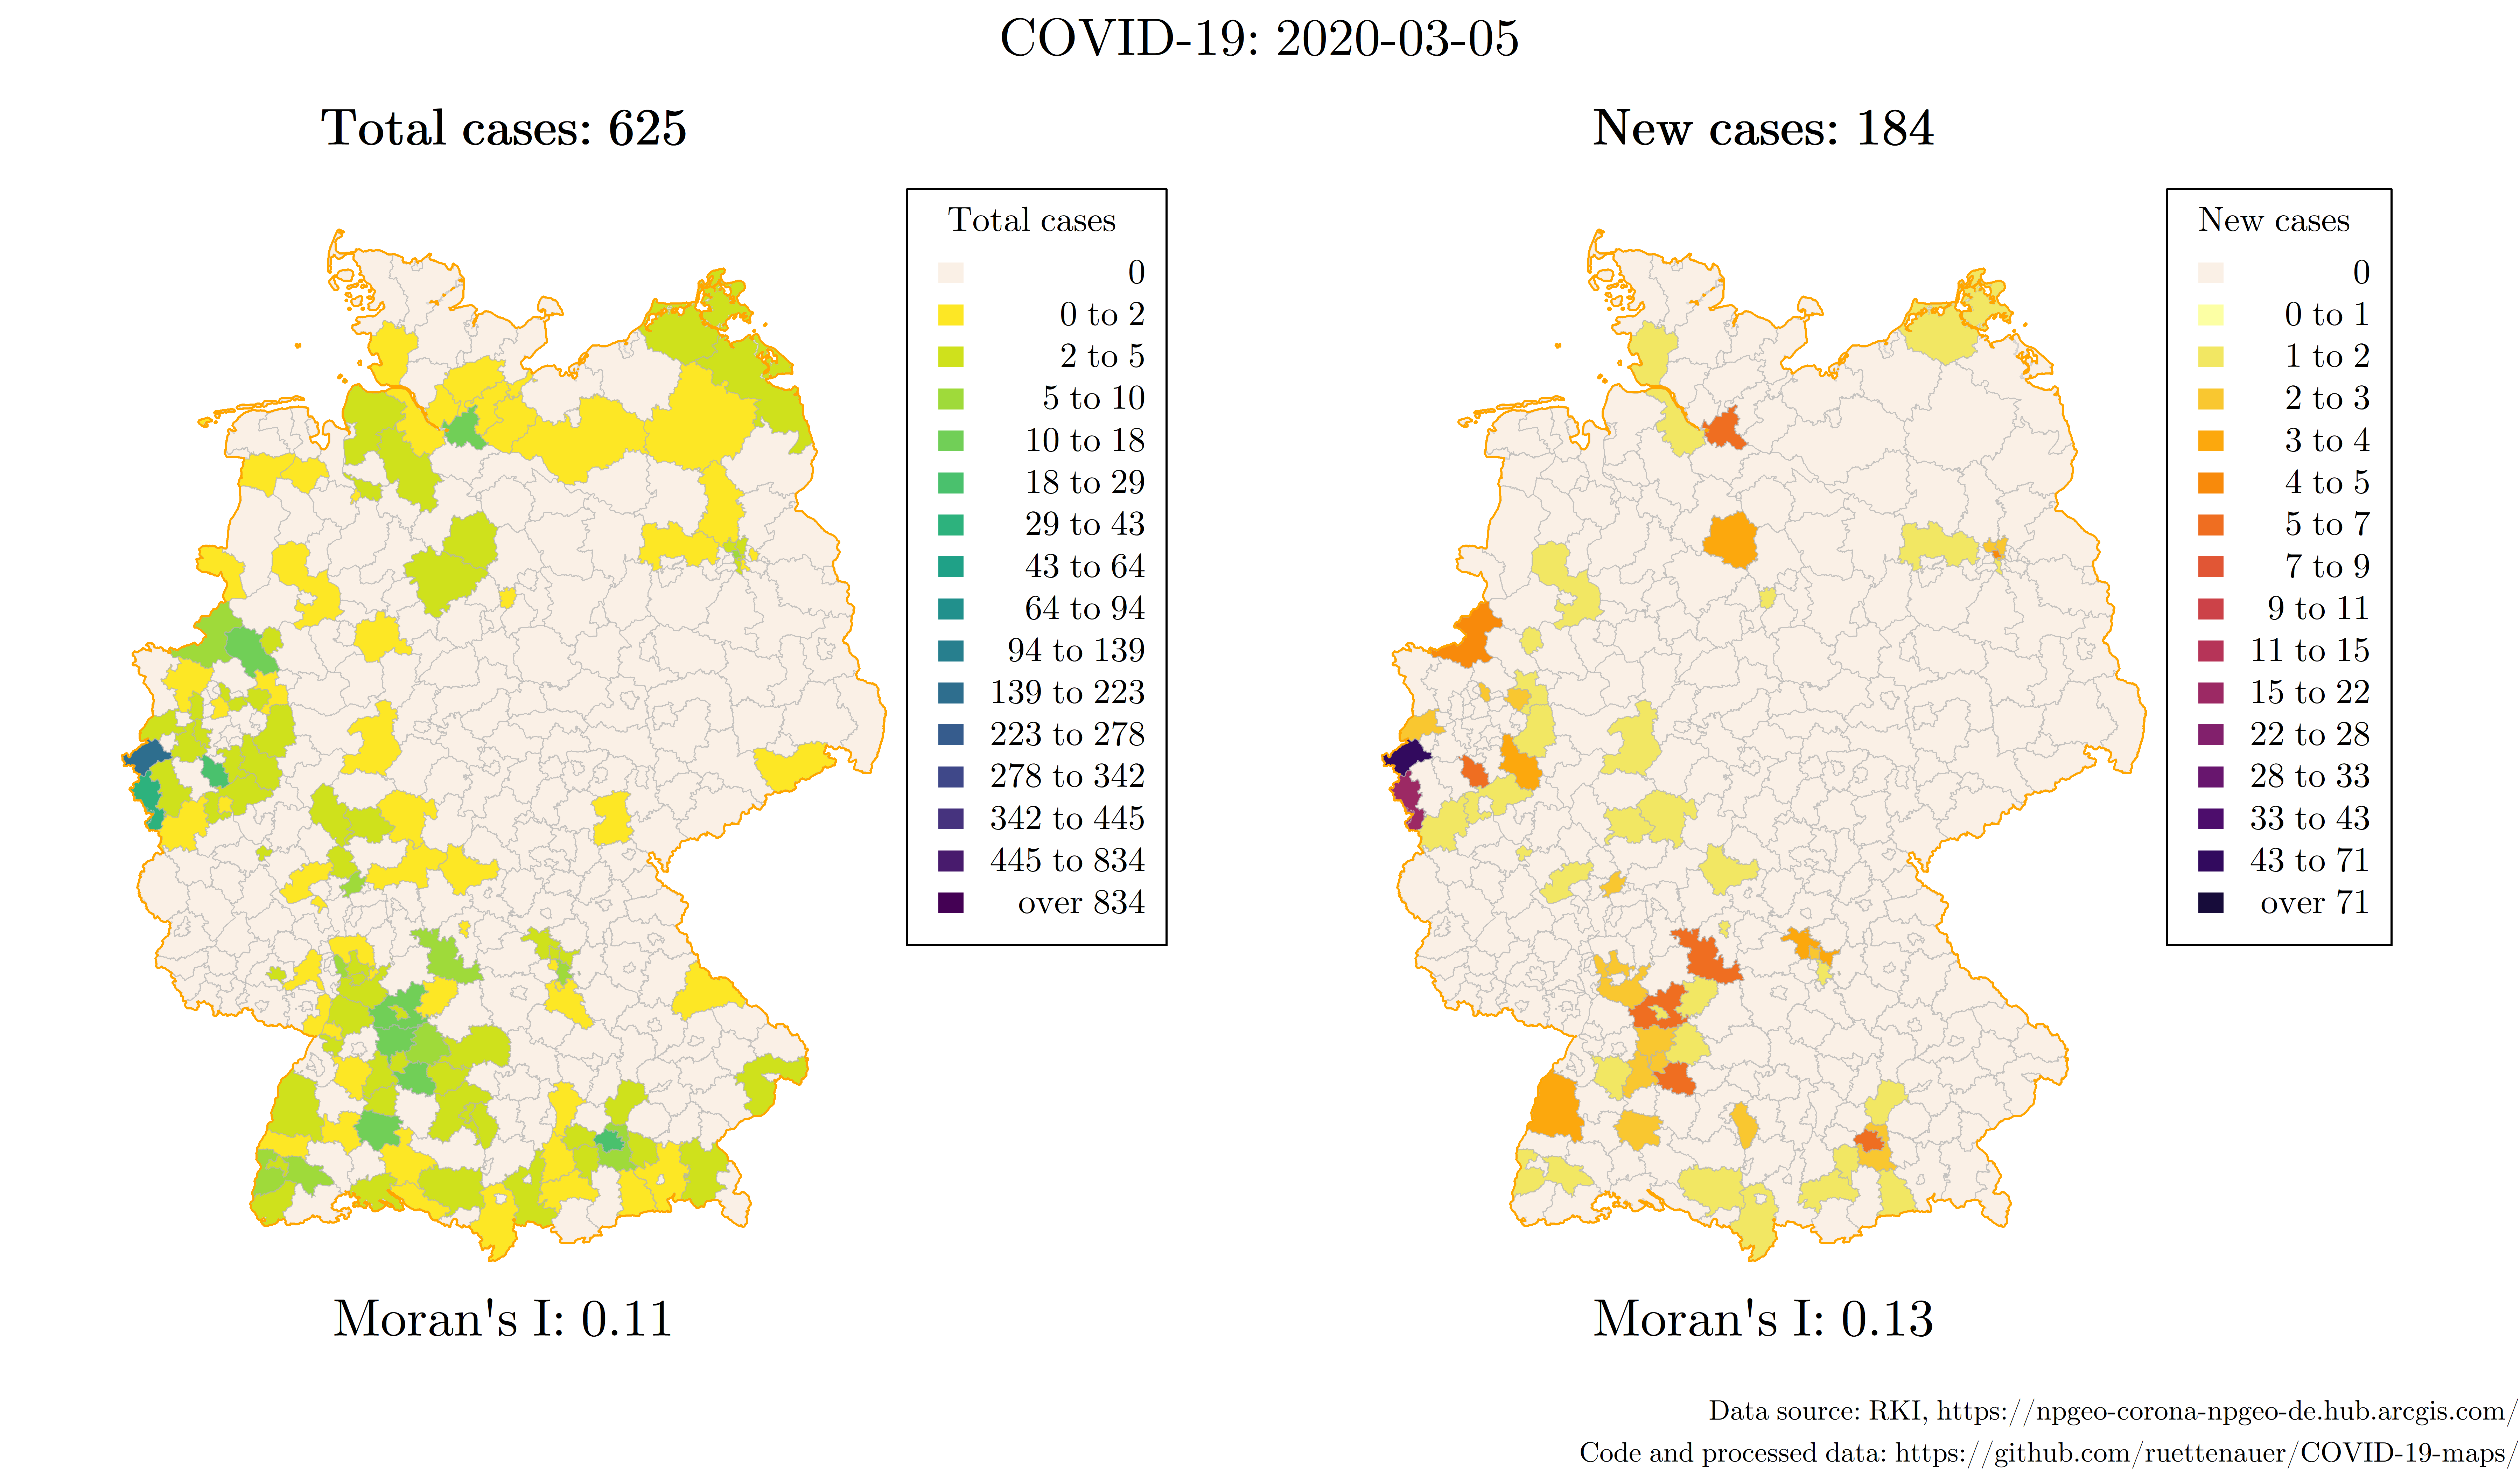 COVID-19: 2020-03-05
Total cases: 625
Total cases
0
0 to 2
2 to 5
5 to 10
10 to 18
18 to 29
29 to 43
43 to 64
64 to 94
94 to 139
139 to 223
223 to 278
278 to 342
342 to 445
445 to 834
over 834
Moran's I: 0.11
New cases: 184
New cases
0
0 to 1
1 to 2
2 to 3
3 to 4
4 to 5
5 to 7
7 to 9
9 to 11
11 to 15
15 to 22
22 to 28
28 to 33
33 to 43
43 to 71
over 71
Moran's I: 0.13
Data source: RKI, https://npgeo-corona-npgeo-de.hub.arcgis.com/
Code and processed data: https://github.com/ruettenauer/COVID-19-maps/